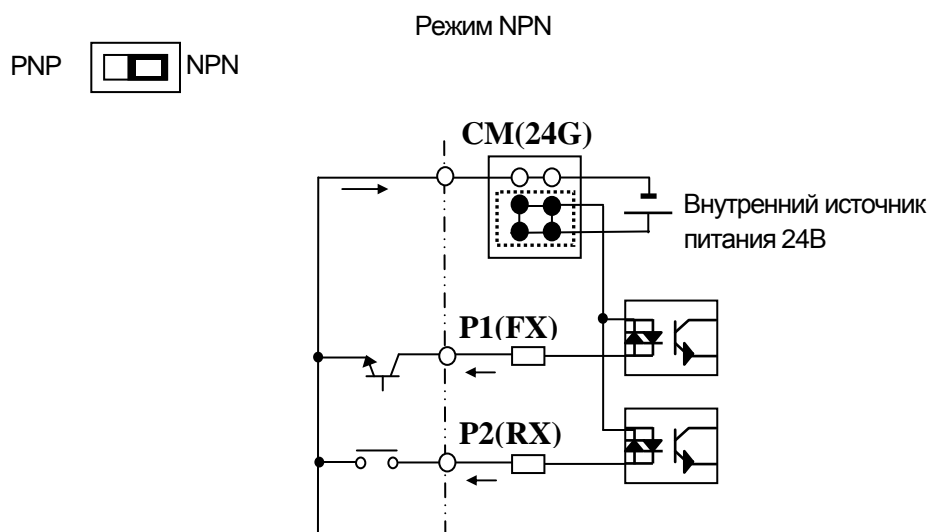 Режим NPN
PNP NPN
CM(24G)
Внутренний источник
питания 24В
P1(FX)
P2(RX)